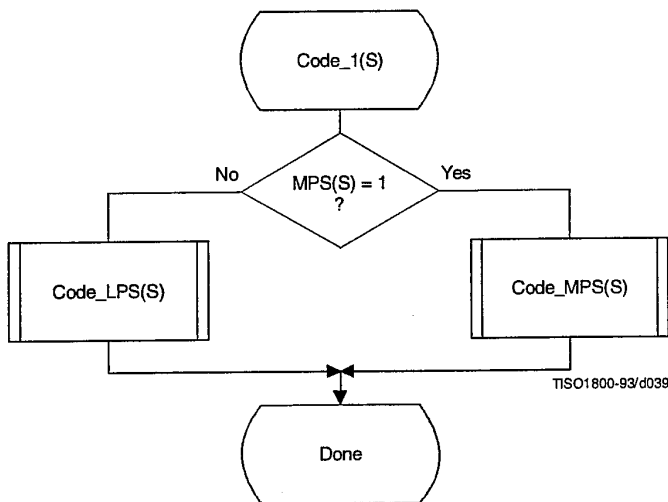 Code_1(S)
No
MPS(S) = 1
?
Yes
Code_LPS(S)
Code_MPS(S)
TISO1800-93/d039
Done